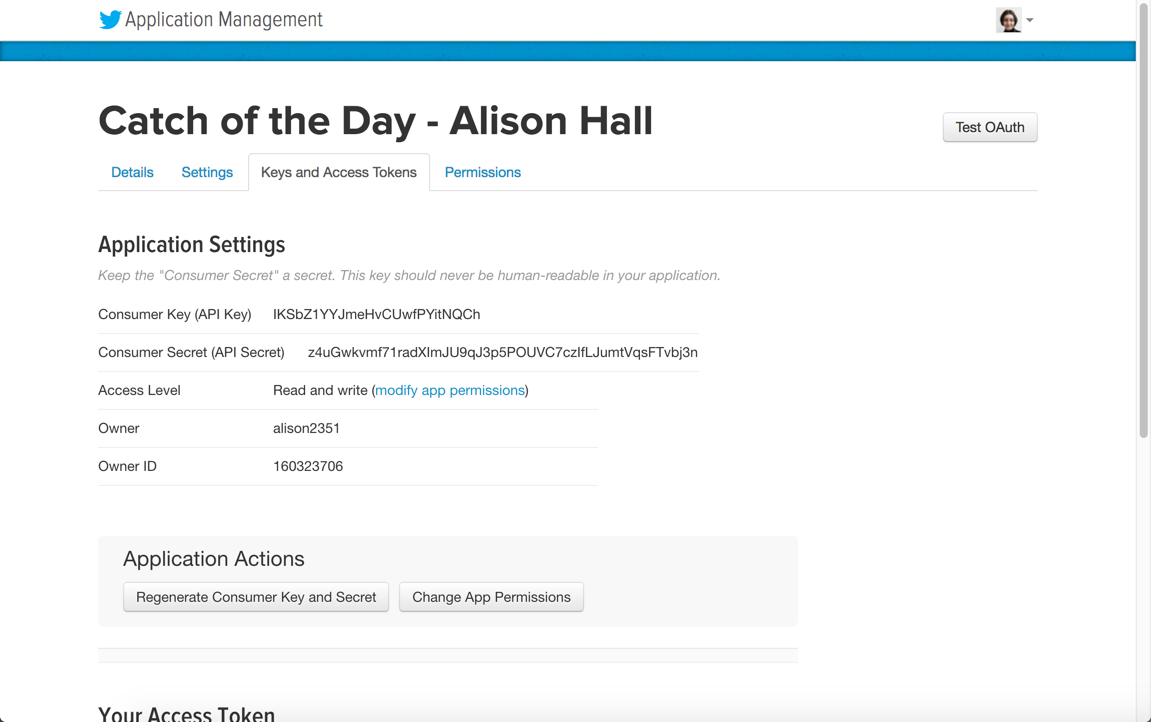 Application Management
Catch of the Day - Alison Hall
Test OAuth
Details Settings Keys and Access Tokens Permissions
Application Settings
Keep the "Consumer Secret" a secret. This key should never be human-readable in your application.
Consumer Key (API Key) IKSbZ1YYJmeHvCUwfPYitNQCh
Consumer Secret (API Secret) z4uGwkvmf71radXImJU9qJ3p5POUVC7czIfLJumtVqsFTvbj3n
Access Level Read and write (modify app permissions)
Owner alison2351
Owner ID 160323706
Application Actions
Regenerate Consumer Key and Secret Change App Permissions
Your Access Token